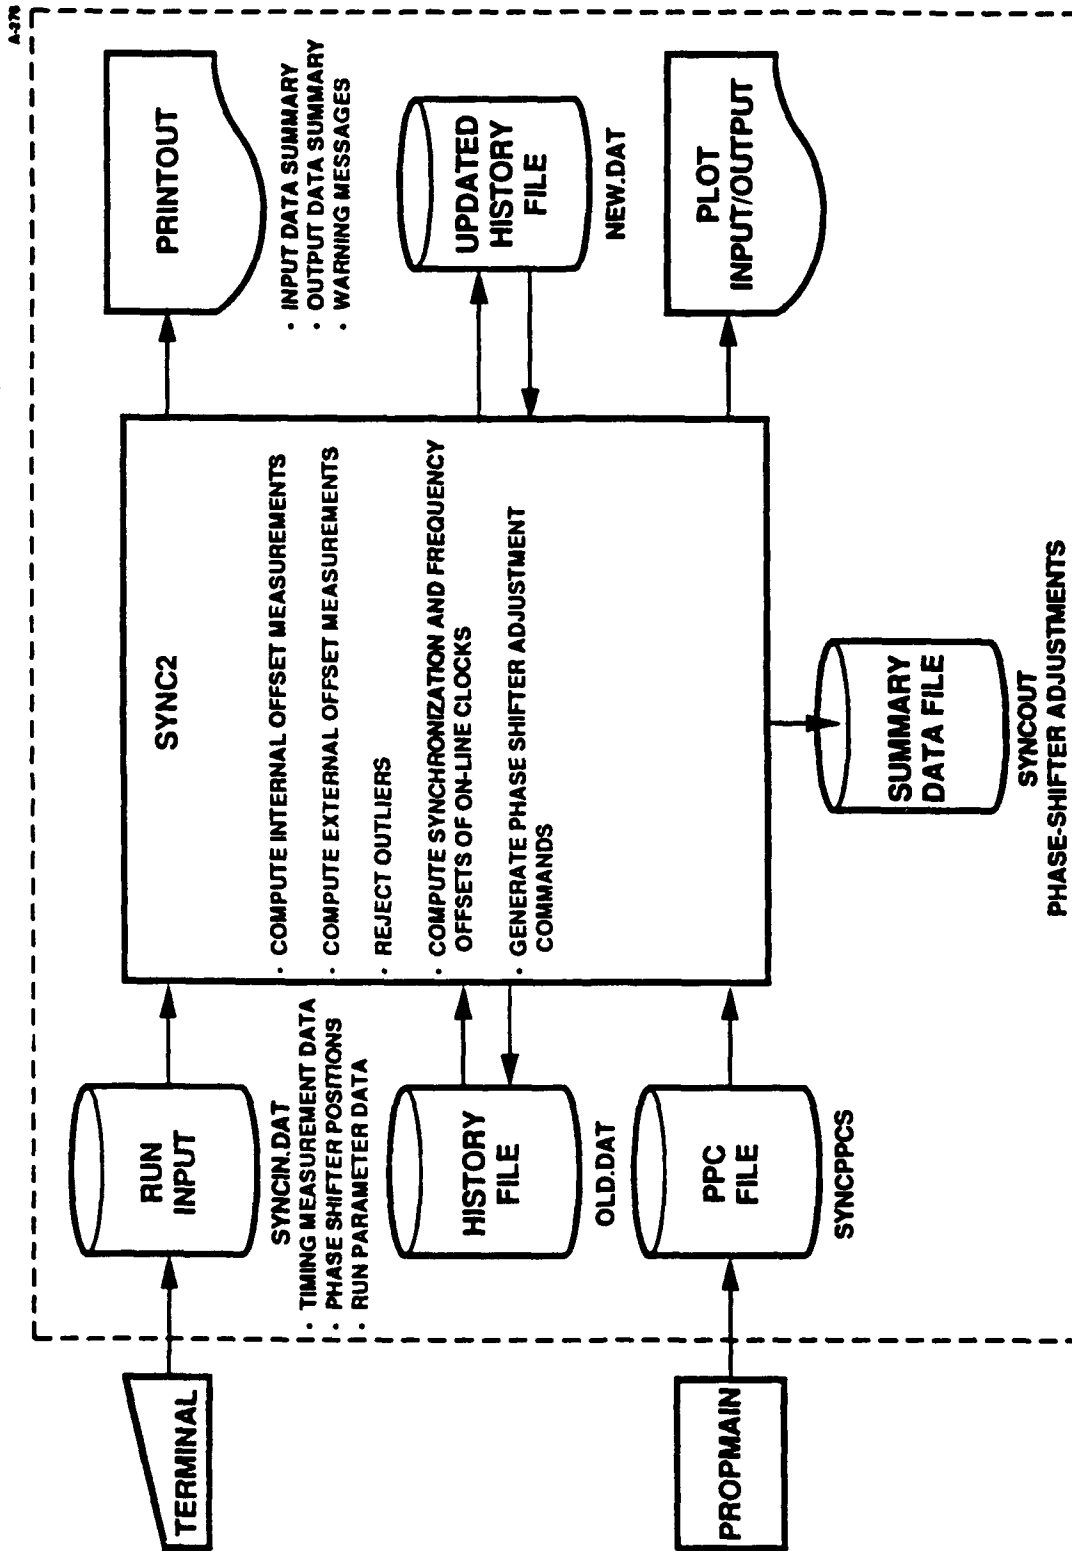 A-276
TERMINAL
RUN
INPUT
SYNCIN.DAT
· TIMING MEASUREMENT DATA
· PHASE SHIFTER POSITIONS
· RUN PARAMETER DATA
HISTORY
FILE
OLD.DAT
PROPMAIN
PPC
FILE
SYNCPPCS
SYNC2
· COMPUTE INTERNAL OFFSET MEASUREMENTS
· COMPUTE EXTERNAL OFFSET MEASUREMENTS
· REJECT OUTLIERS
· COMPUTE SYNCHRONIZATION AND FREQUENCY
OFFSETS OF ON-LINE CLOCKS
· GENERATE PHASE SHIFTER ADJUSTMENT
COMMANDS
SUMMARY
DATA FILE
SYNCOUT
PHASE-SHIFTER ADJUSTMENTS
PRINTOUT
· INPUT DATA SUMMARY
· OUTPUT DATA SUMMARY
· WARNING MESSAGES
UPDATED
HISTORY
FILE
NEW.DAT
PLOT
INPUT/OUTPUT